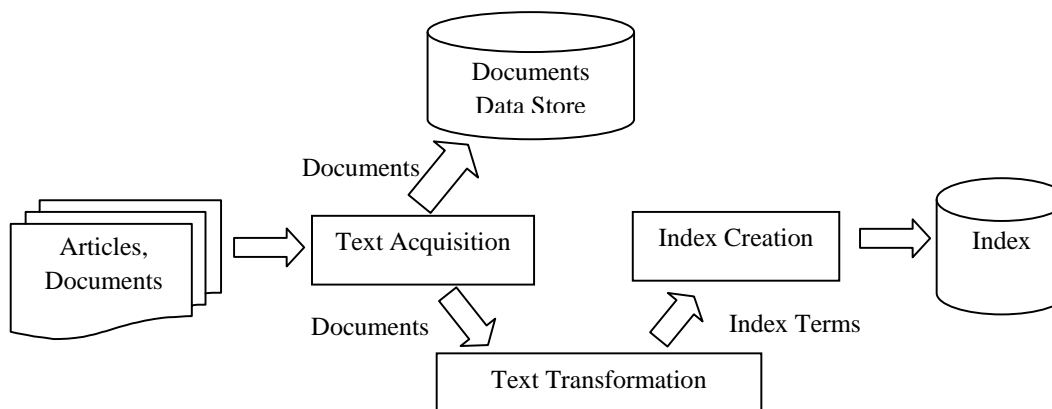 Documents
Data Store
Documents
Articles,
Documents
Text Acquisition
Index Creation
Index
Documents
Index Terms
Text Transformation